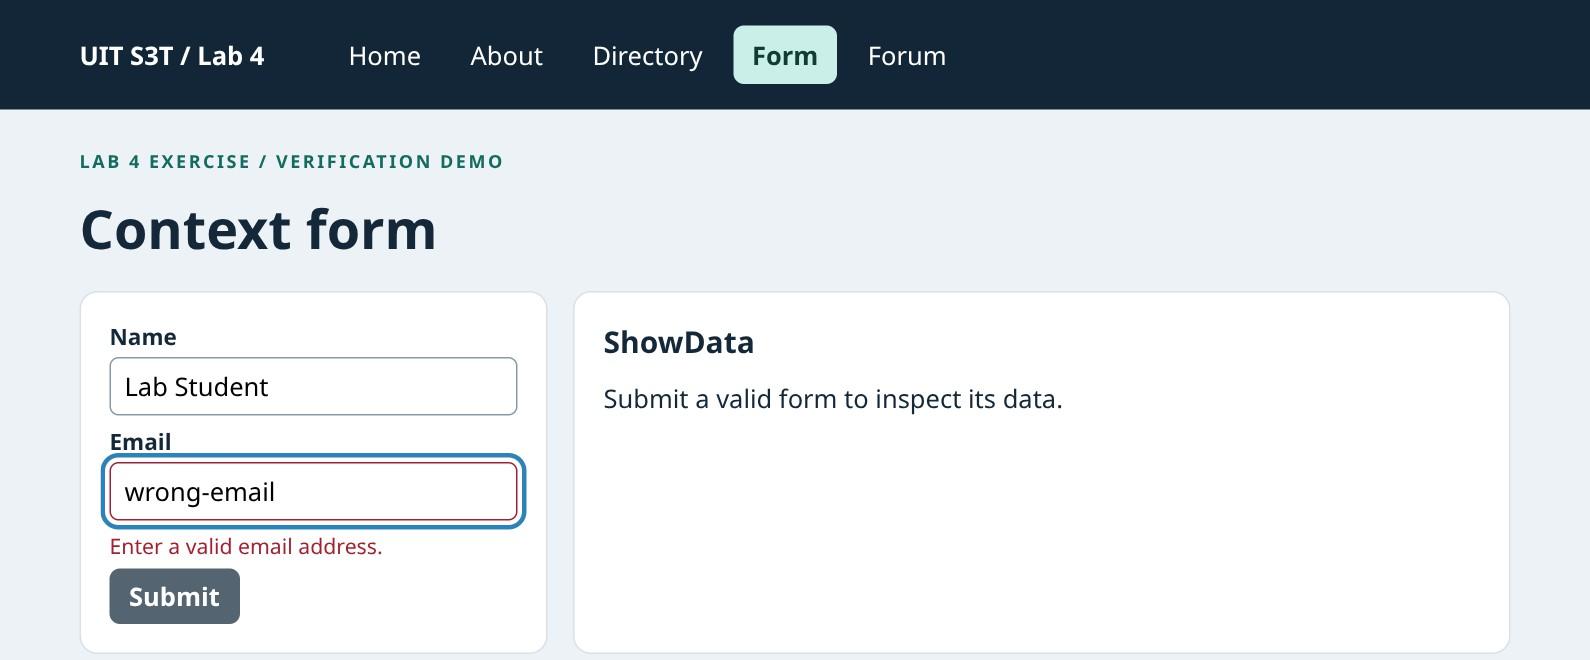 UIT S3T / Lab 4 Home About Directory Form Forum
LAB 4 EXERCISE / VERIFICATION DEMO
Context form
Name
Lab Student
Email
wrong-email
Enter a valid email address.
Submit
ShowData
Submit a valid form to inspect its data.